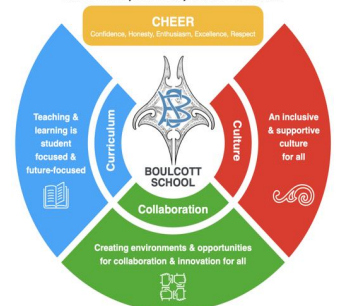 CHEER
Confidence, Honesty, Enthusiasm, Excellence, Respect
Teaching &
learning is
student
focused &
future-focused
Curriculum
BS
BOULCOTT
SCHOOL
Culture
An inclusive
& supportive
culture
for all
Collaboration
Creating environments & opportunities
for collaboration & innovation for all